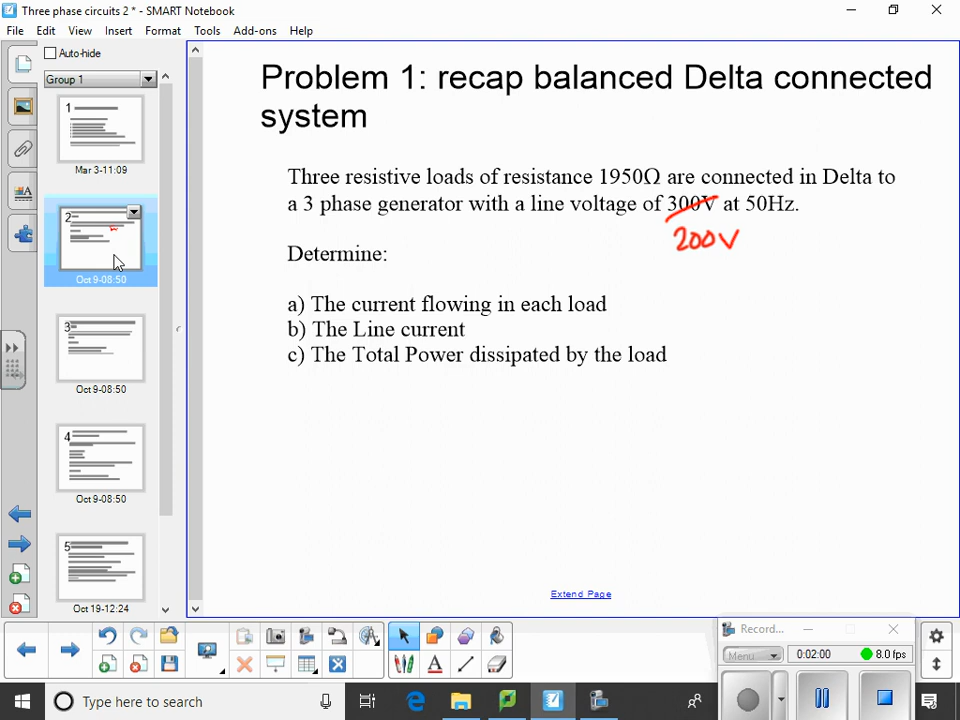 Three phase circuits 2 * - SMART Notebook
File Edit View Insert Format Tools Add-ons Help
Auto-hide
Group 1
1
Mar 3-11:09
2
Oct 9-08:50
3
Oct 9-08:50
4
Oct 9-08:50
5
Oct 19-12:24
Problem 1: recap balanced Delta connected
system
Three resistive loads of resistance 1950Ω are connected in Delta to
a 3 phase generator with a line voltage of 300V at 50Hz.
200V
Determine:
a) The current flowing in each load
b) The Line current
c) The Total Power dissipated by the load
Extend Page
Record...
Menu
0:02:00
8.0 fps
Type here to search